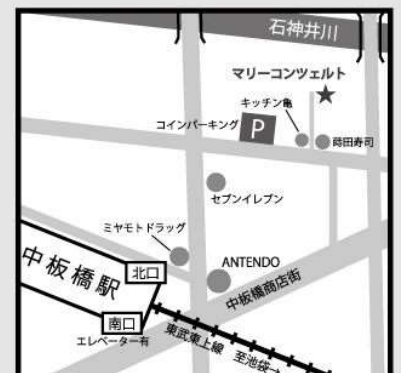 石神井川
マリーコンツェルト
キッチン亀
コインパーキング
P
蒔田寿司
セブンイレブン
ミヤモトドラッグ
ANTENDO
中板橋駅
北口
中板橋商店街
南口
エレベーター有
東武東上線 至池袋→